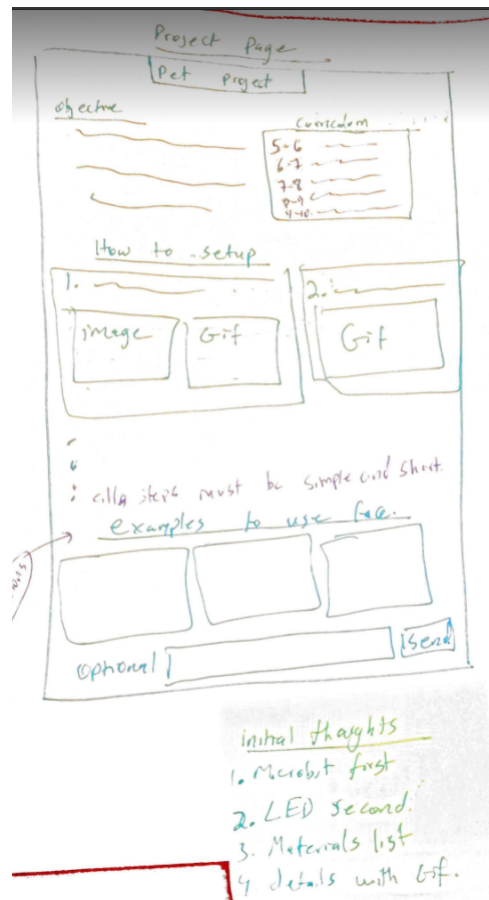 Project Page
Pet Project
Objective
Curriculum
5-6
6-7
7-8
8-9
9-10
How to setup
1.
2.
image
Gif
Gif
steps must be simple and short.
examples to use for.
Optional
Send
initial thoughts
1. Microbit first
2. LED second.
3. Materials list
4 details with Gif.